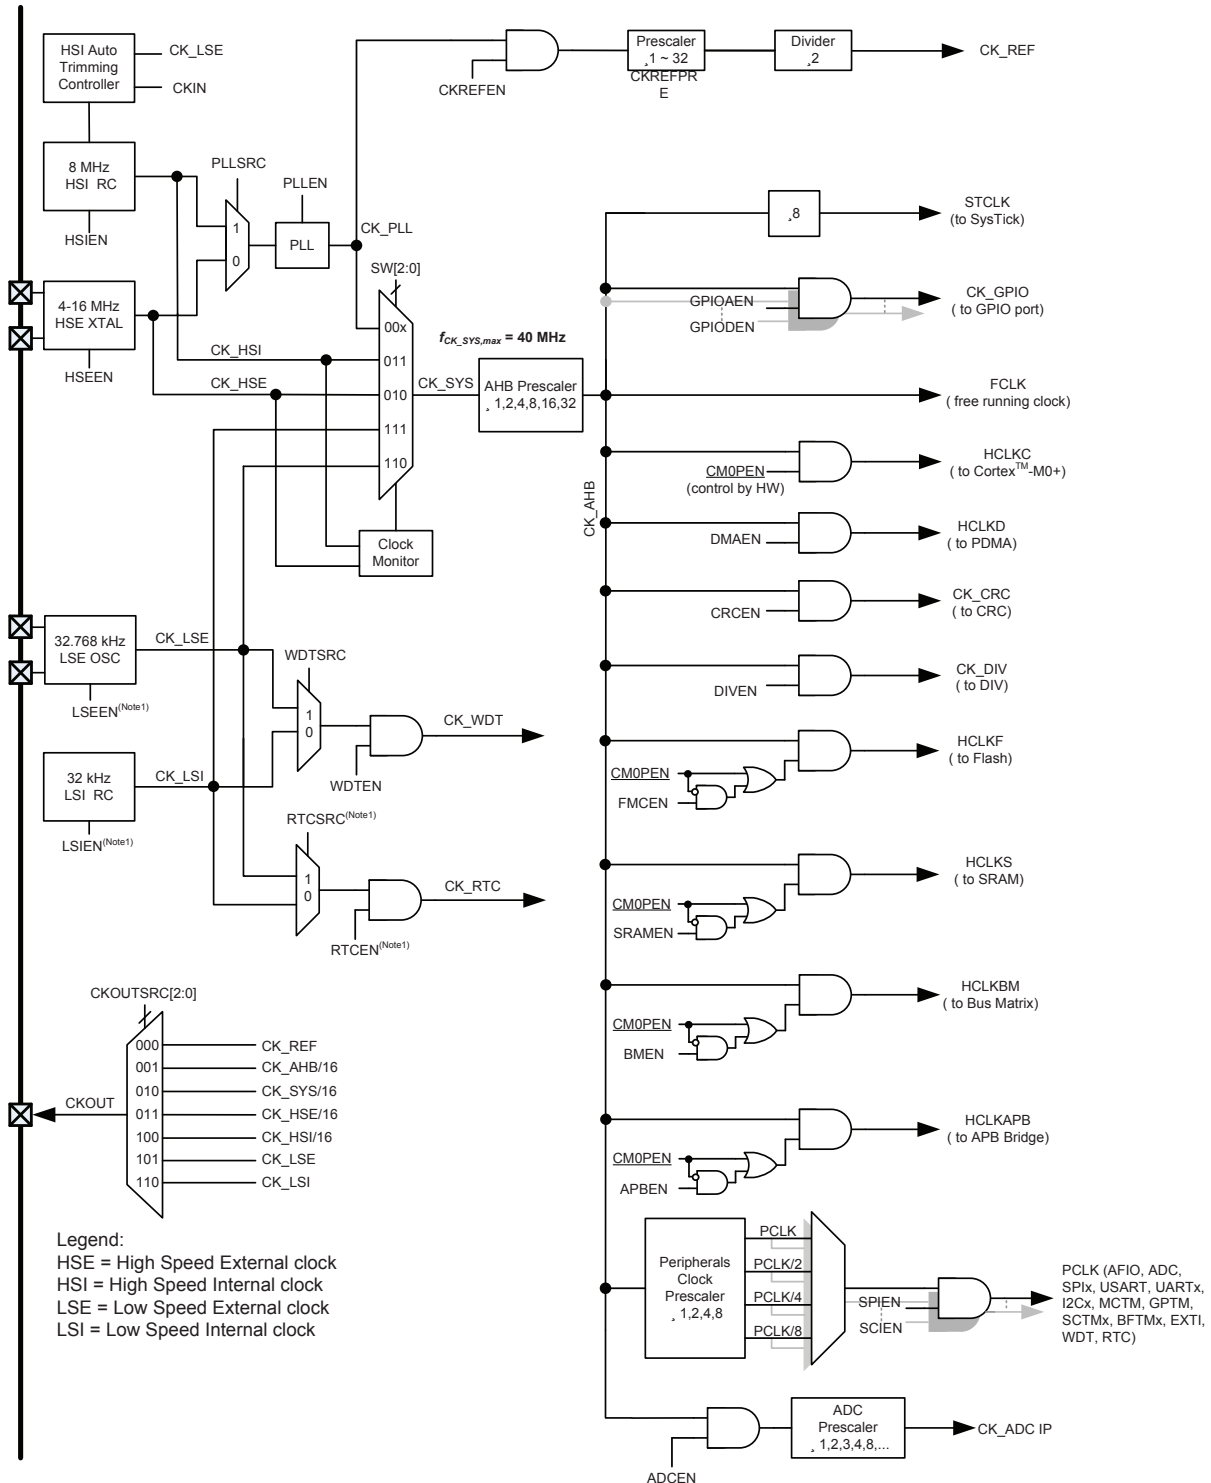 HSI Auto
Trimming
Controller
CK_LSE
CKIN
CKREFEN
Prescaler
¸1 ~ 32
CKREFPR
E
Divider
¸2
CK_REF
8 MHz
HSI RC
HSIEN
PLLSRC
1
0
PLLEN
PLL
CK_PLL
4-16 MHz
HSE XTAL
HSEEN
SW[2:0]
00x
011
010
111
110
CK_HSI
CK_HSE
CK_SYS
fCK_SYS,max = 40 MHz
AHB Prescaler
¸ 1,2,4,8,16,32
Clock
Monitor
CK_AHB
¸8
STCLK
(to SysTick)
GPIOAEN
GPIODEN
CK_GPIO
( to GPIO port)
FCLK
( free running clock)
CM0PEN
(control by HW)
HCLKC
( to Cortex™-M0+)
DMAEN
HCLKD
( to PDMA)
CRCEN
CK_CRC
( to CRC)
DIVEN
CK_DIV
( to DIV)
CM0PEN
FMCEN
HCLKF
( to Flash)
CM0PEN
SRAMEN
HCLKS
( to SRAM)
CM0PEN
BMEN
HCLKBM
( to Bus Matrix)
CM0PEN
APBEN
HCLKAPB
( to APB Bridge)
32.768 kHz
LSE OSC
CK_LSE
LSEEN(Note1)
WDTSRC
1
0
WDTEN
CK_WDT
32 kHz
LSI RC
CK_LSI
LSIEN(Note1)
RTCSRC(Note1)
1
0
RTCEN(Note1)
CK_RTC
CKOUTSRC[2:0]
CKOUT
000 CK_REF
001 CK_AHB/16
010 CK_SYS/16
011 CK_HSE/16
100 CK_HSI/16
101 CK_LSE
110 CK_LSI
Legend:
HSE = High Speed External clock
HSI = High Speed Internal clock
LSE = Low Speed External clock
LSI = Low Speed Internal clock
Peripherals
Clock
Prescaler
¸ 1,2,4,8
PCLK
PCLK/2
PCLK/4
PCLK/8
SPIEN
SCIEN
PCLK (AFIO, ADC,
SPIx, USART, UARTx,
I2Cx, MCTM, GPTM,
SCTMx, BFTMx, EXTI,
WDT, RTC)
ADCEN
ADC
Prescaler
¸ 1,2,3,4,8,...
CK_ADC IP